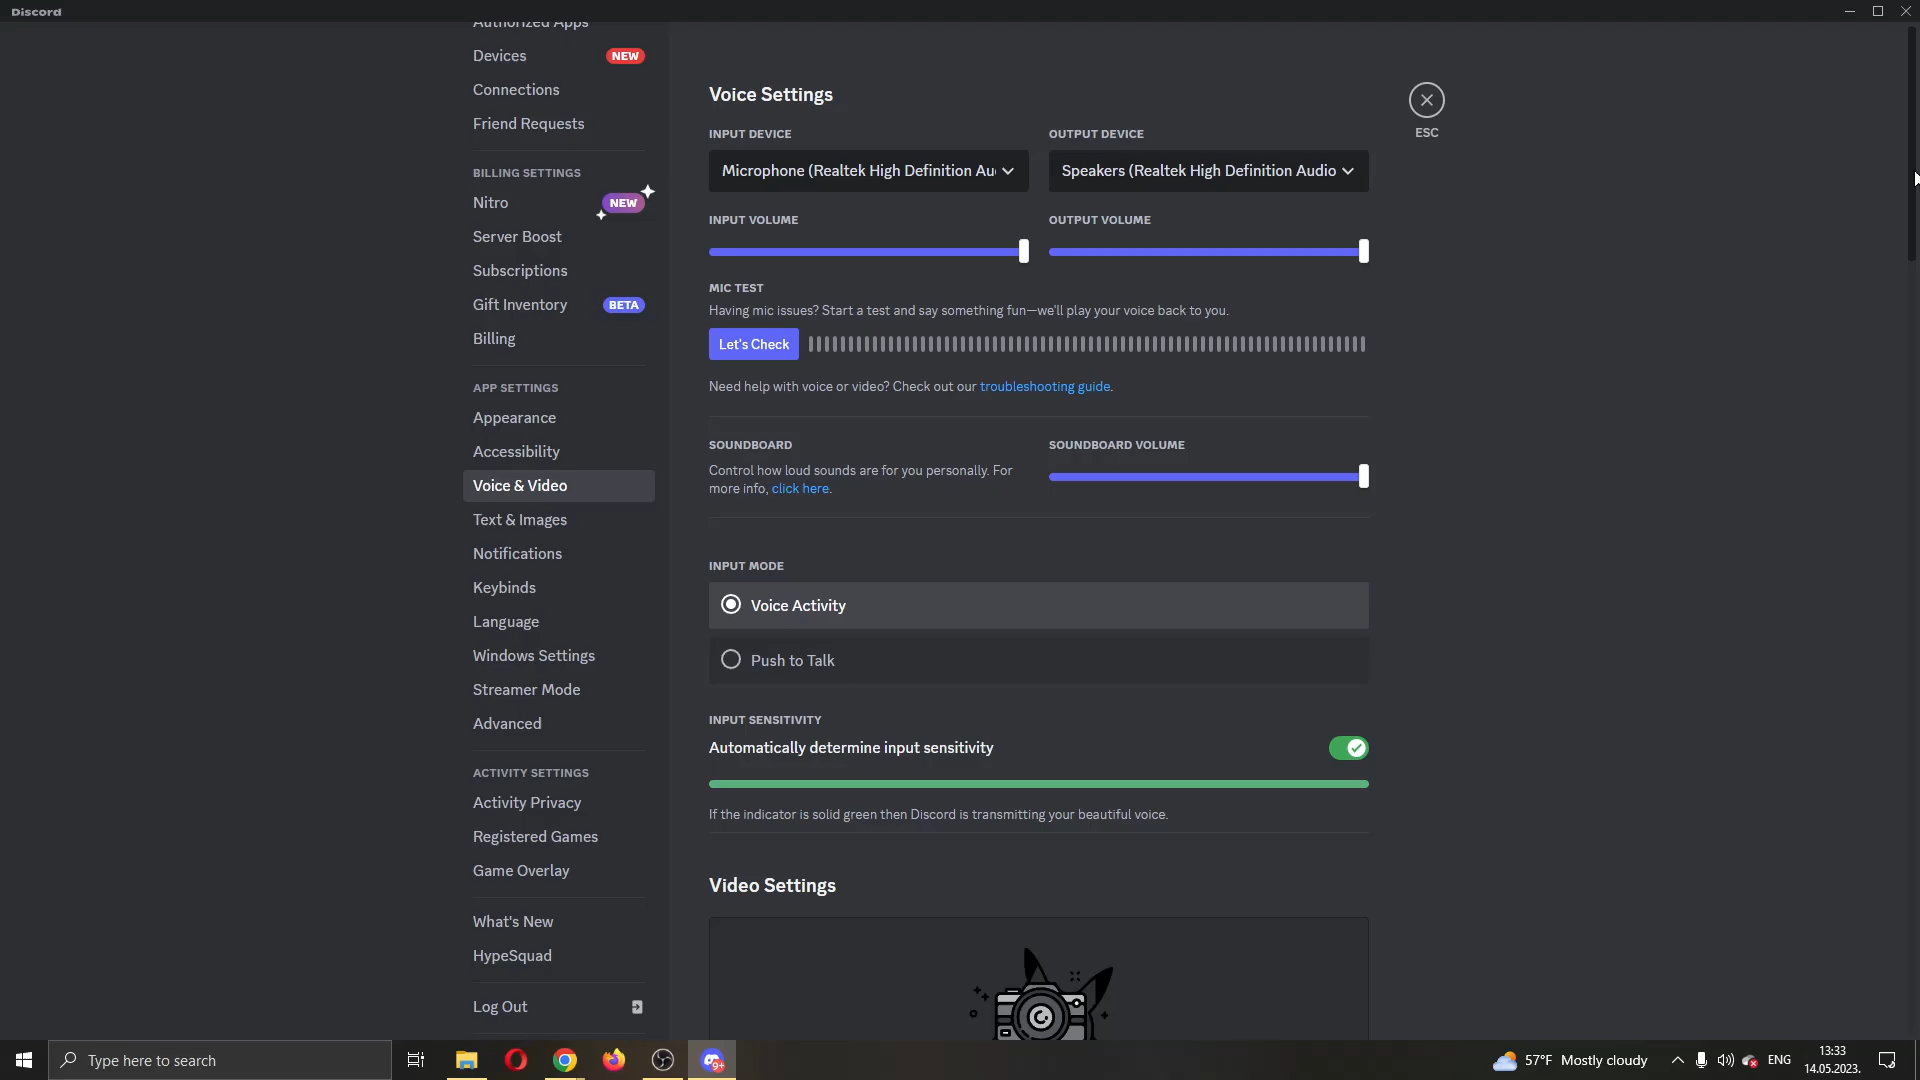 Discord
Authorized Apps
Devices NEW
Connections
Friend Requests
BILLING SETTINGS
Nitro NEW
Server Boost
Subscriptions
Gift Inventory BETA
Billing
APP SETTINGS
Appearance
Accessibility
Voice & Video
Text & Images
Notifications
Keybinds
Language
Windows Settings
Streamer Mode
Advanced
ACTIVITY SETTINGS
Activity Privacy
Registered Games
Game Overlay
What's New
HypeSquad
Log Out
Voice Settings
ESC
INPUT DEVICE
Microphone (Realtek High Definition Au
OUTPUT DEVICE
Speakers (Realtek High Definition Audio
INPUT VOLUME
OUTPUT VOLUME
MIC TEST
Having mic issues? Start a test and say something fun—we'll play your voice back to you.
Let's Check
Need help with voice or video? Check out our troubleshooting guide.
SOUNDBOARD
Control how loud sounds are for you personally. For
more info, click here.
SOUNDBOARD VOLUME
INPUT MODE
Voice Activity
Push to Talk
INPUT SENSITIVITY
Automatically determine input sensitivity
If the indicator is solid green then Discord is transmitting your beautiful voice.
Video Settings
Type here to search
9+
57°F Mostly cloudy
ENG
13:33
14.05.2023.